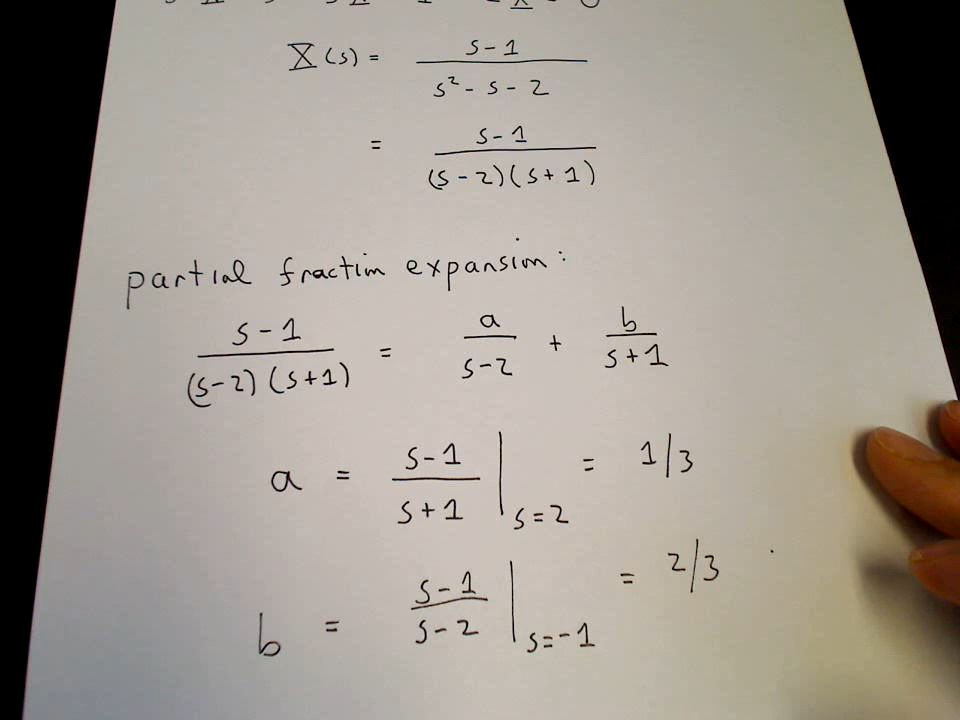 X(s) = (s-1)/(s² - s - 2)
= (s-1)/((s-2)(s+1))
partial fraction expansion:
(s-1)/((s-2)(s+1)) = a/(s-2) + b/(s+1)
a = (s-1)/(s+1) |s=2 = 1/3
b = (s-1)/(s-2) |s=-1 = 2/3